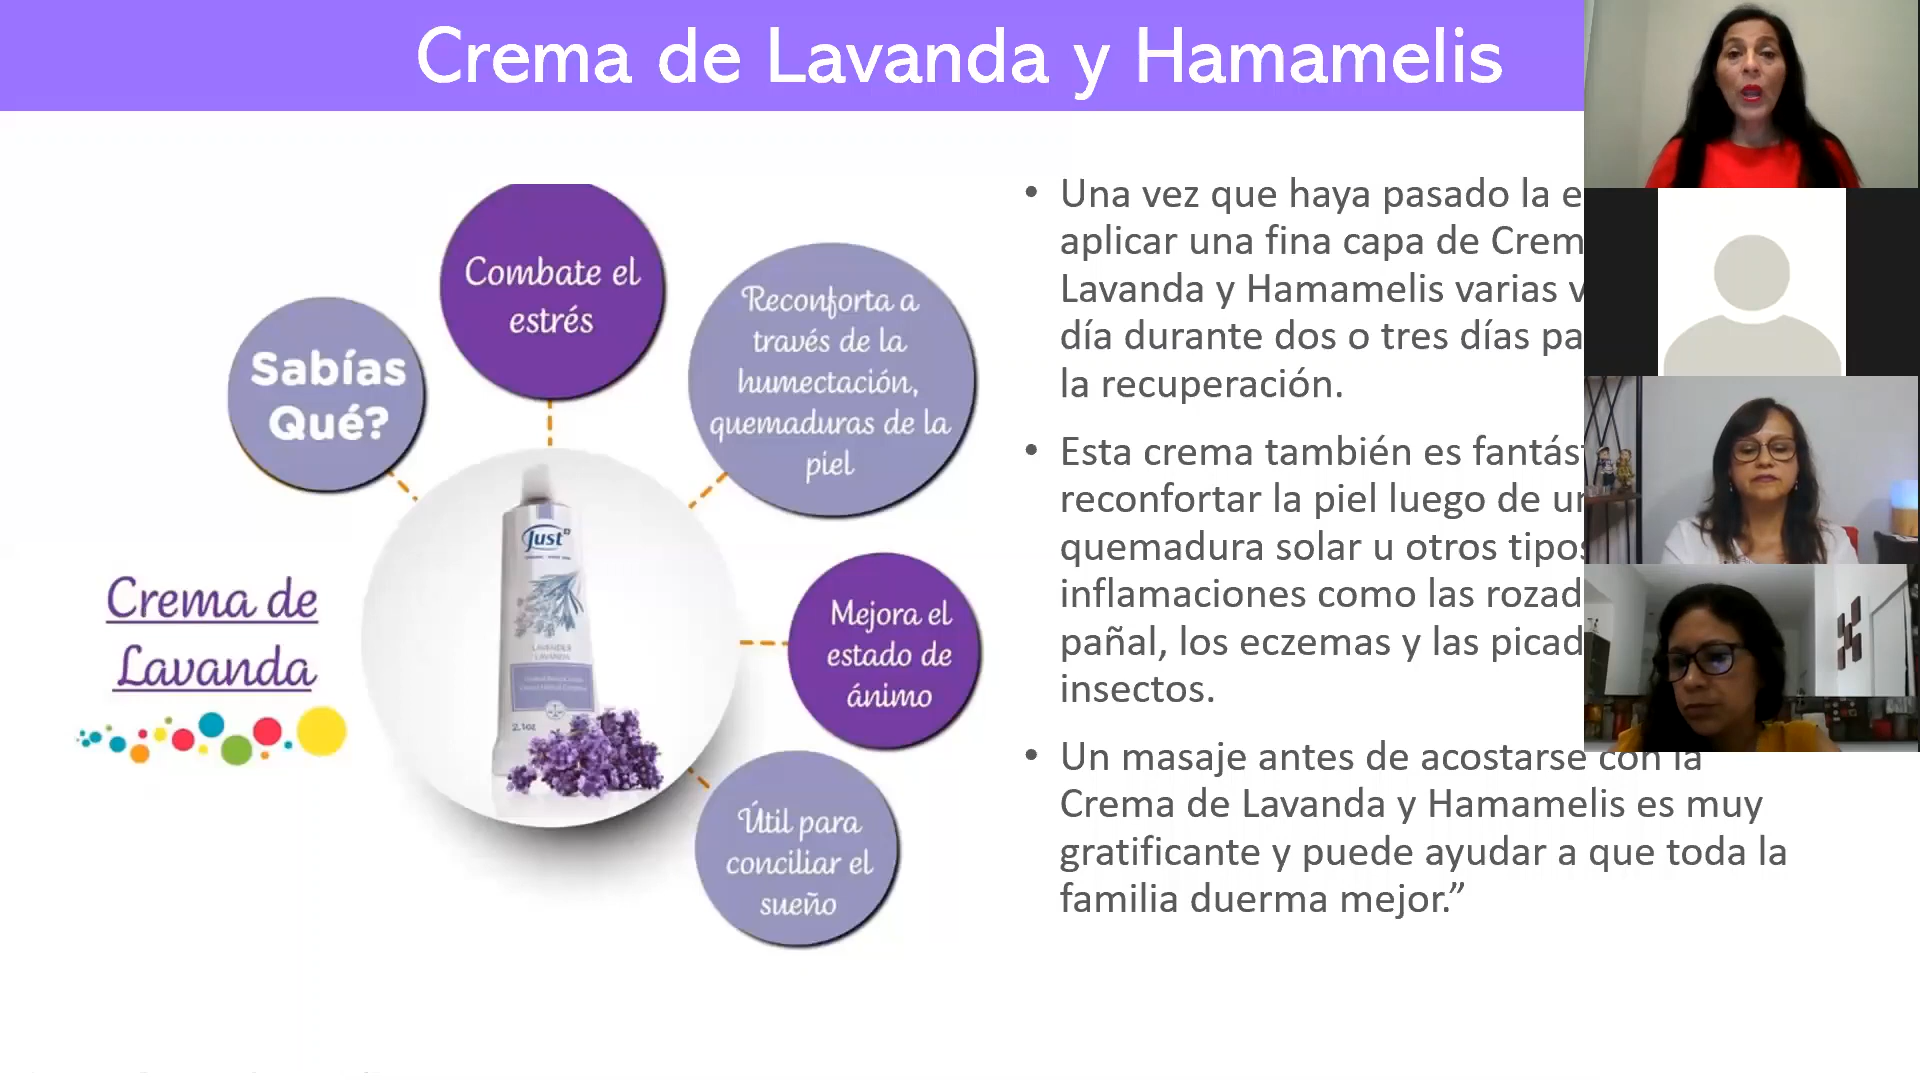 Crema de Lavanda y Hamamelis
Sabías
Qué?
Combate el
estrés
Reconforta a
través de la
humectación,
quemaduras de la
piel
Mejora el
estado de
ánimo
Útil para
conciliar el
sueño
Crema de
Lavanda
Just
LAVENDER
LAVANDA
2.1oz
• Una vez que haya pasado la e
aplicar una fina capa de Crem
Lavanda y Hamamelis varias v
día durante dos o tres días pa
la recuperación.
• Esta crema también es fantás
reconfortar la piel luego de un
quemadura solar u otros tipos
inflamaciones como las rozad
pañal, los eczemas y las picad
insectos.
• Un masaje antes de acostarse con la
Crema de Lavanda y Hamamelis es muy
gratificante y puede ayudar a que toda la
familia duerma mejor.”